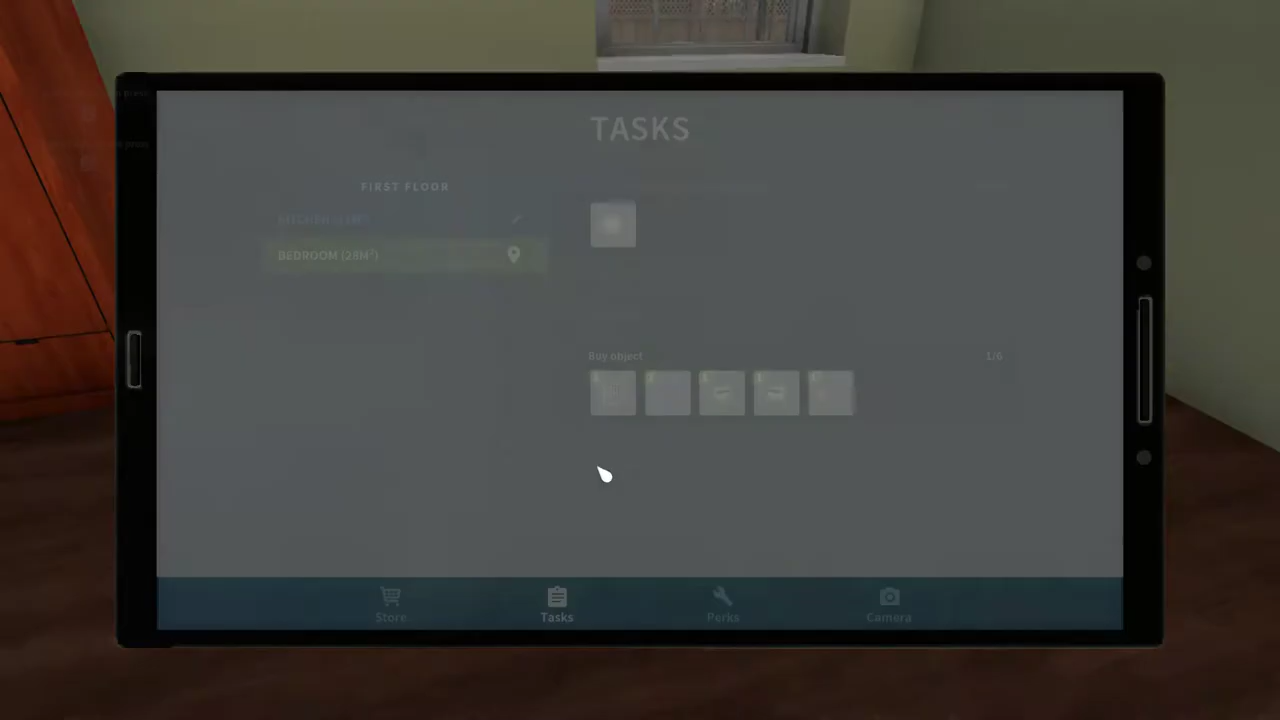 TASKS
FIRST FLOOR
BEDROOM (28M²)
Buy object 1/6
Store Tasks Perks Camera